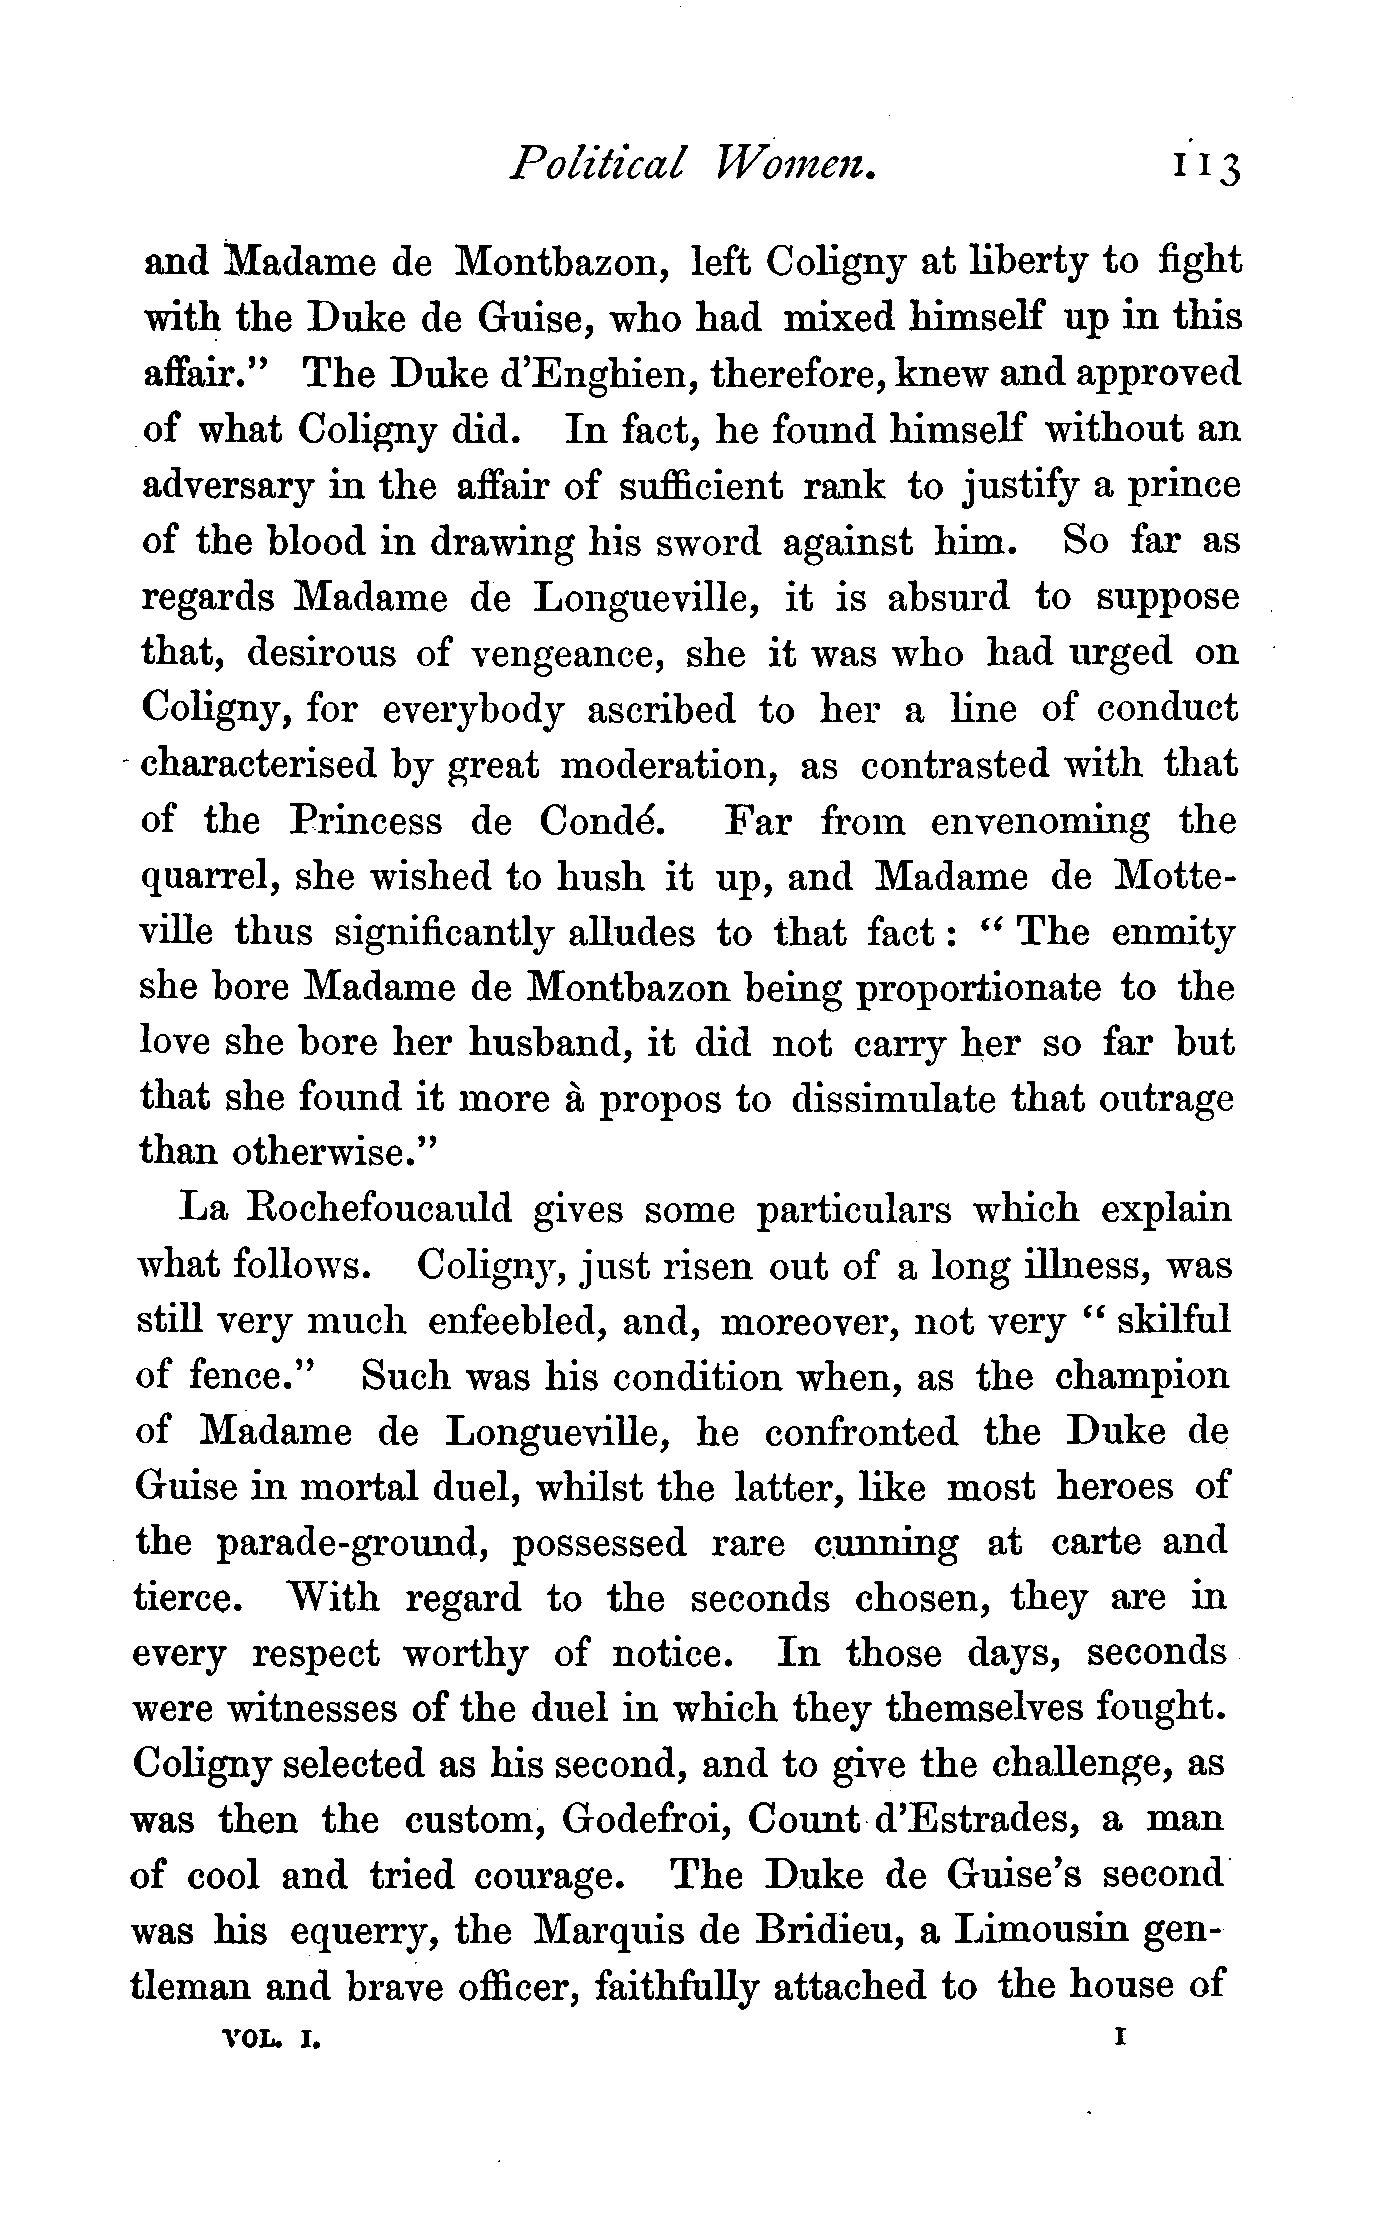 Political Women. 113
and Madame de Montbazon, left Coligny at liberty to fight
with the Duke de Guise, who had mixed himself up in this
affair." The Duke d'Enghien, therefore, knew and approved
of what Coligny did. In fact, he found himself without an
adversary in the affair of sufficient rank to justify a prince
of the blood in drawing his sword against him. So far as
regards Madame de Longueville, it is absurd to suppose
that, desirous of vengeance, she it was who had urged on
Coligny, for everybody ascribed to her a line of conduct
characterised by great moderation, as contrasted with that
of the Princess de Condé. Far from envenoming the
quarrel, she wished to hush it up, and Madame de Motte-
ville thus significantly alludes to that fact : " The enmity
she bore Madame de Montbazon being proportionate to the
love she bore her husband, it did not carry her so far but
that she found it more à propos to dissimulate that outrage
than otherwise."
La Rochefoucauld gives some particulars which explain
what follows. Coligny, just risen out of a long illness, was
still very much enfeebled, and, moreover, not very " skilful
of fence." Such was his condition when, as the champion
of Madame de Longueville, he confronted the Duke de
Guise in mortal duel, whilst the latter, like most heroes of
the parade-ground, possessed rare cunning at carte and
tierce. With regard to the seconds chosen, they are in
every respect worthy of notice. In those days, seconds
were witnesses of the duel in which they themselves fought.
Coligny selected as his second, and to give the challenge, as
was then the custom, Godefroi, Count d'Estrades, a man
of cool and tried courage. The Duke de Guise's second
was his equerry, the Marquis de Bridieu, a Limousin gen-
tleman and brave officer, faithfully attached to the house of
VOL. I. I